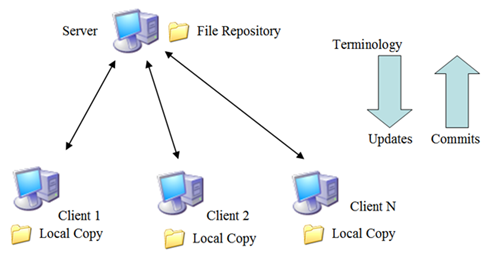 Server
File Repository
Terminology
Updates
Commits
Client 1
Local Copy
Client 2
Local Copy
Client N
Local Copy